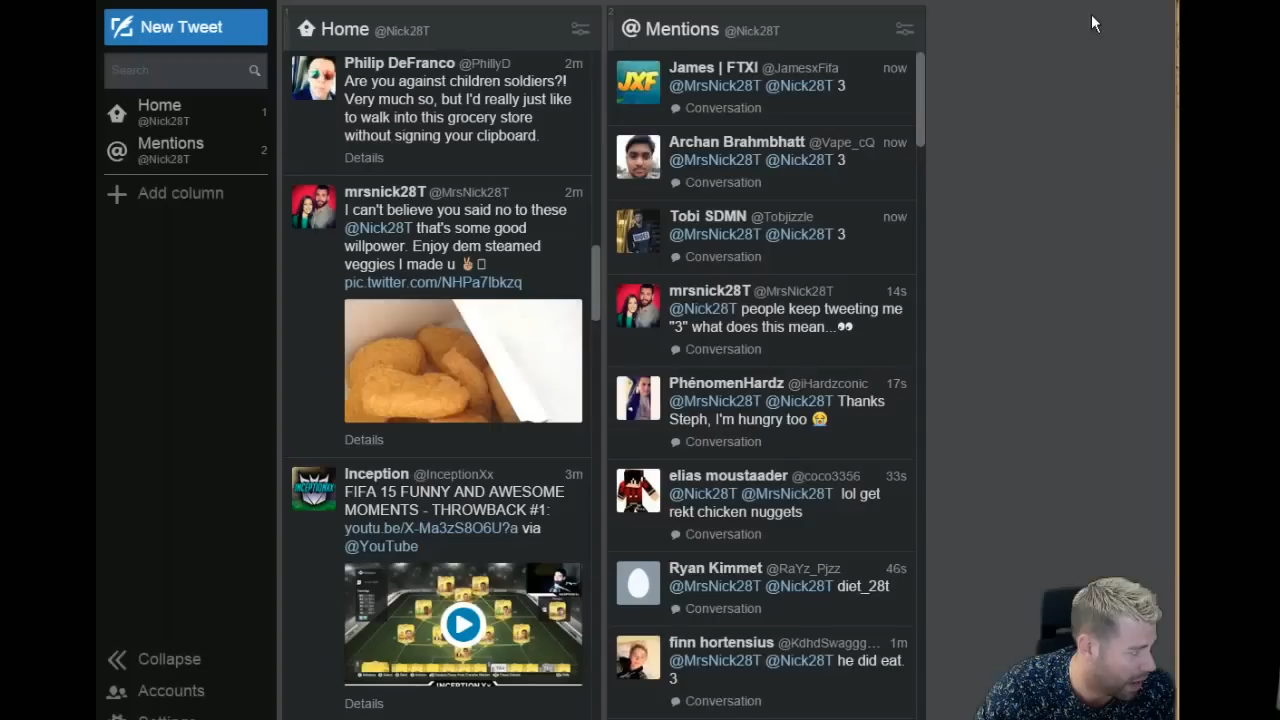 New Tweet
Search
Home
@Nick28T
1
Mentions
@Nick28T
2
Add column
Collapse
Accounts
1
Home @Nick28T
Philip DeFranco @PhillyD 2m
Are you against children soldiers?!
Very much so, but I'd really just like
to walk into this grocery store
without signing your clipboard.
Details
mrsnick28T @MrsNick28T 2m
I can't believe you said no to these
@Nick28T that's some good
willpower. Enjoy dem steamed
veggies I made u ✌🏽
pic.twitter.com/NHPa7lbkzq
Details
Inception @InceptionXx 3m
FIFA 15 FUNNY AND AWESOME
MOMENTS - THROWBACK #1:
youtu.be/X-Ma3zS8O6U?a via
@YouTube
INCEPTIONXx
Details
2
@ Mentions @Nick28T
JXF
James | FTXI @JamesxFifa now
@MrsNick28T @Nick28T 3
Conversation
Archan Brahmbhatt @Vape_cQ now
@MrsNick28T @Nick28T 3
Conversation
Tobi SDMN @Tobjizzle now
@MrsNick28T @Nick28T 3
Conversation
mrsnick28T @MrsNick28T 14s
@Nick28T people keep tweeting me
"3" what does this mean...👀
Conversation
PhénomenHardz @iHardzconic 17s
@MrsNick28T @Nick28T Thanks
Steph, I'm hungry too 😭
Conversation
elias moustaader @coco3356 33s
@Nick28T @MrsNick28T lol get
rekt chicken nuggets
Conversation
Ryan Kimmet @RaYz_Pjzz 46s
@MrsNick28T @Nick28T diet_28t
Conversation
finn hortensius @KdhdSwaggg... 1m
@MrsNick28T @Nick28T he did eat.
3
Conversation